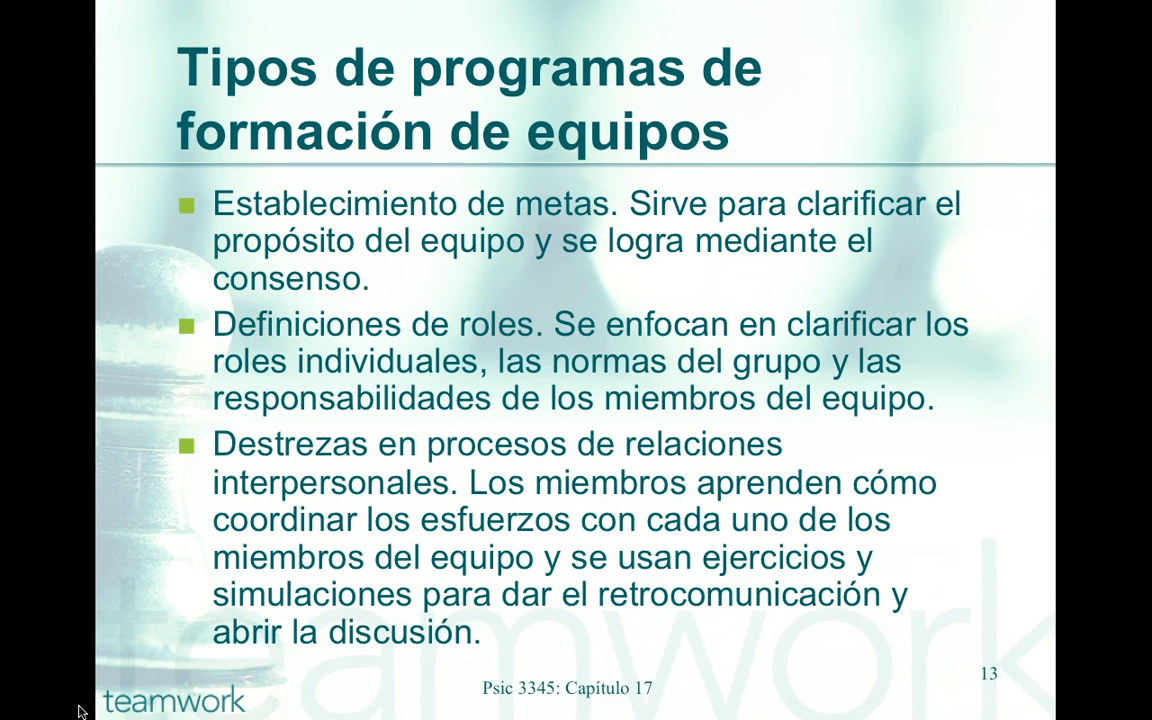 Tipos de programas de
formación de equipos
Establecimiento de metas. Sirve para clarificar el
propósito del equipo y se logra mediante el
consenso.
Definiciones de roles. Se enfocan en clarificar los
roles individuales, las normas del grupo y las
responsabilidades de los miembros del equipo.
Destrezas en procesos de relaciones
interpersonales. Los miembros aprenden cómo
coordinar los esfuerzos con cada uno de los
miembros del equipo y se usan ejercicios y
simulaciones para dar el retrocomunicación y
abrir la discusión.
teamwork
teamwork
Psic 3345: Capítulo 17
13